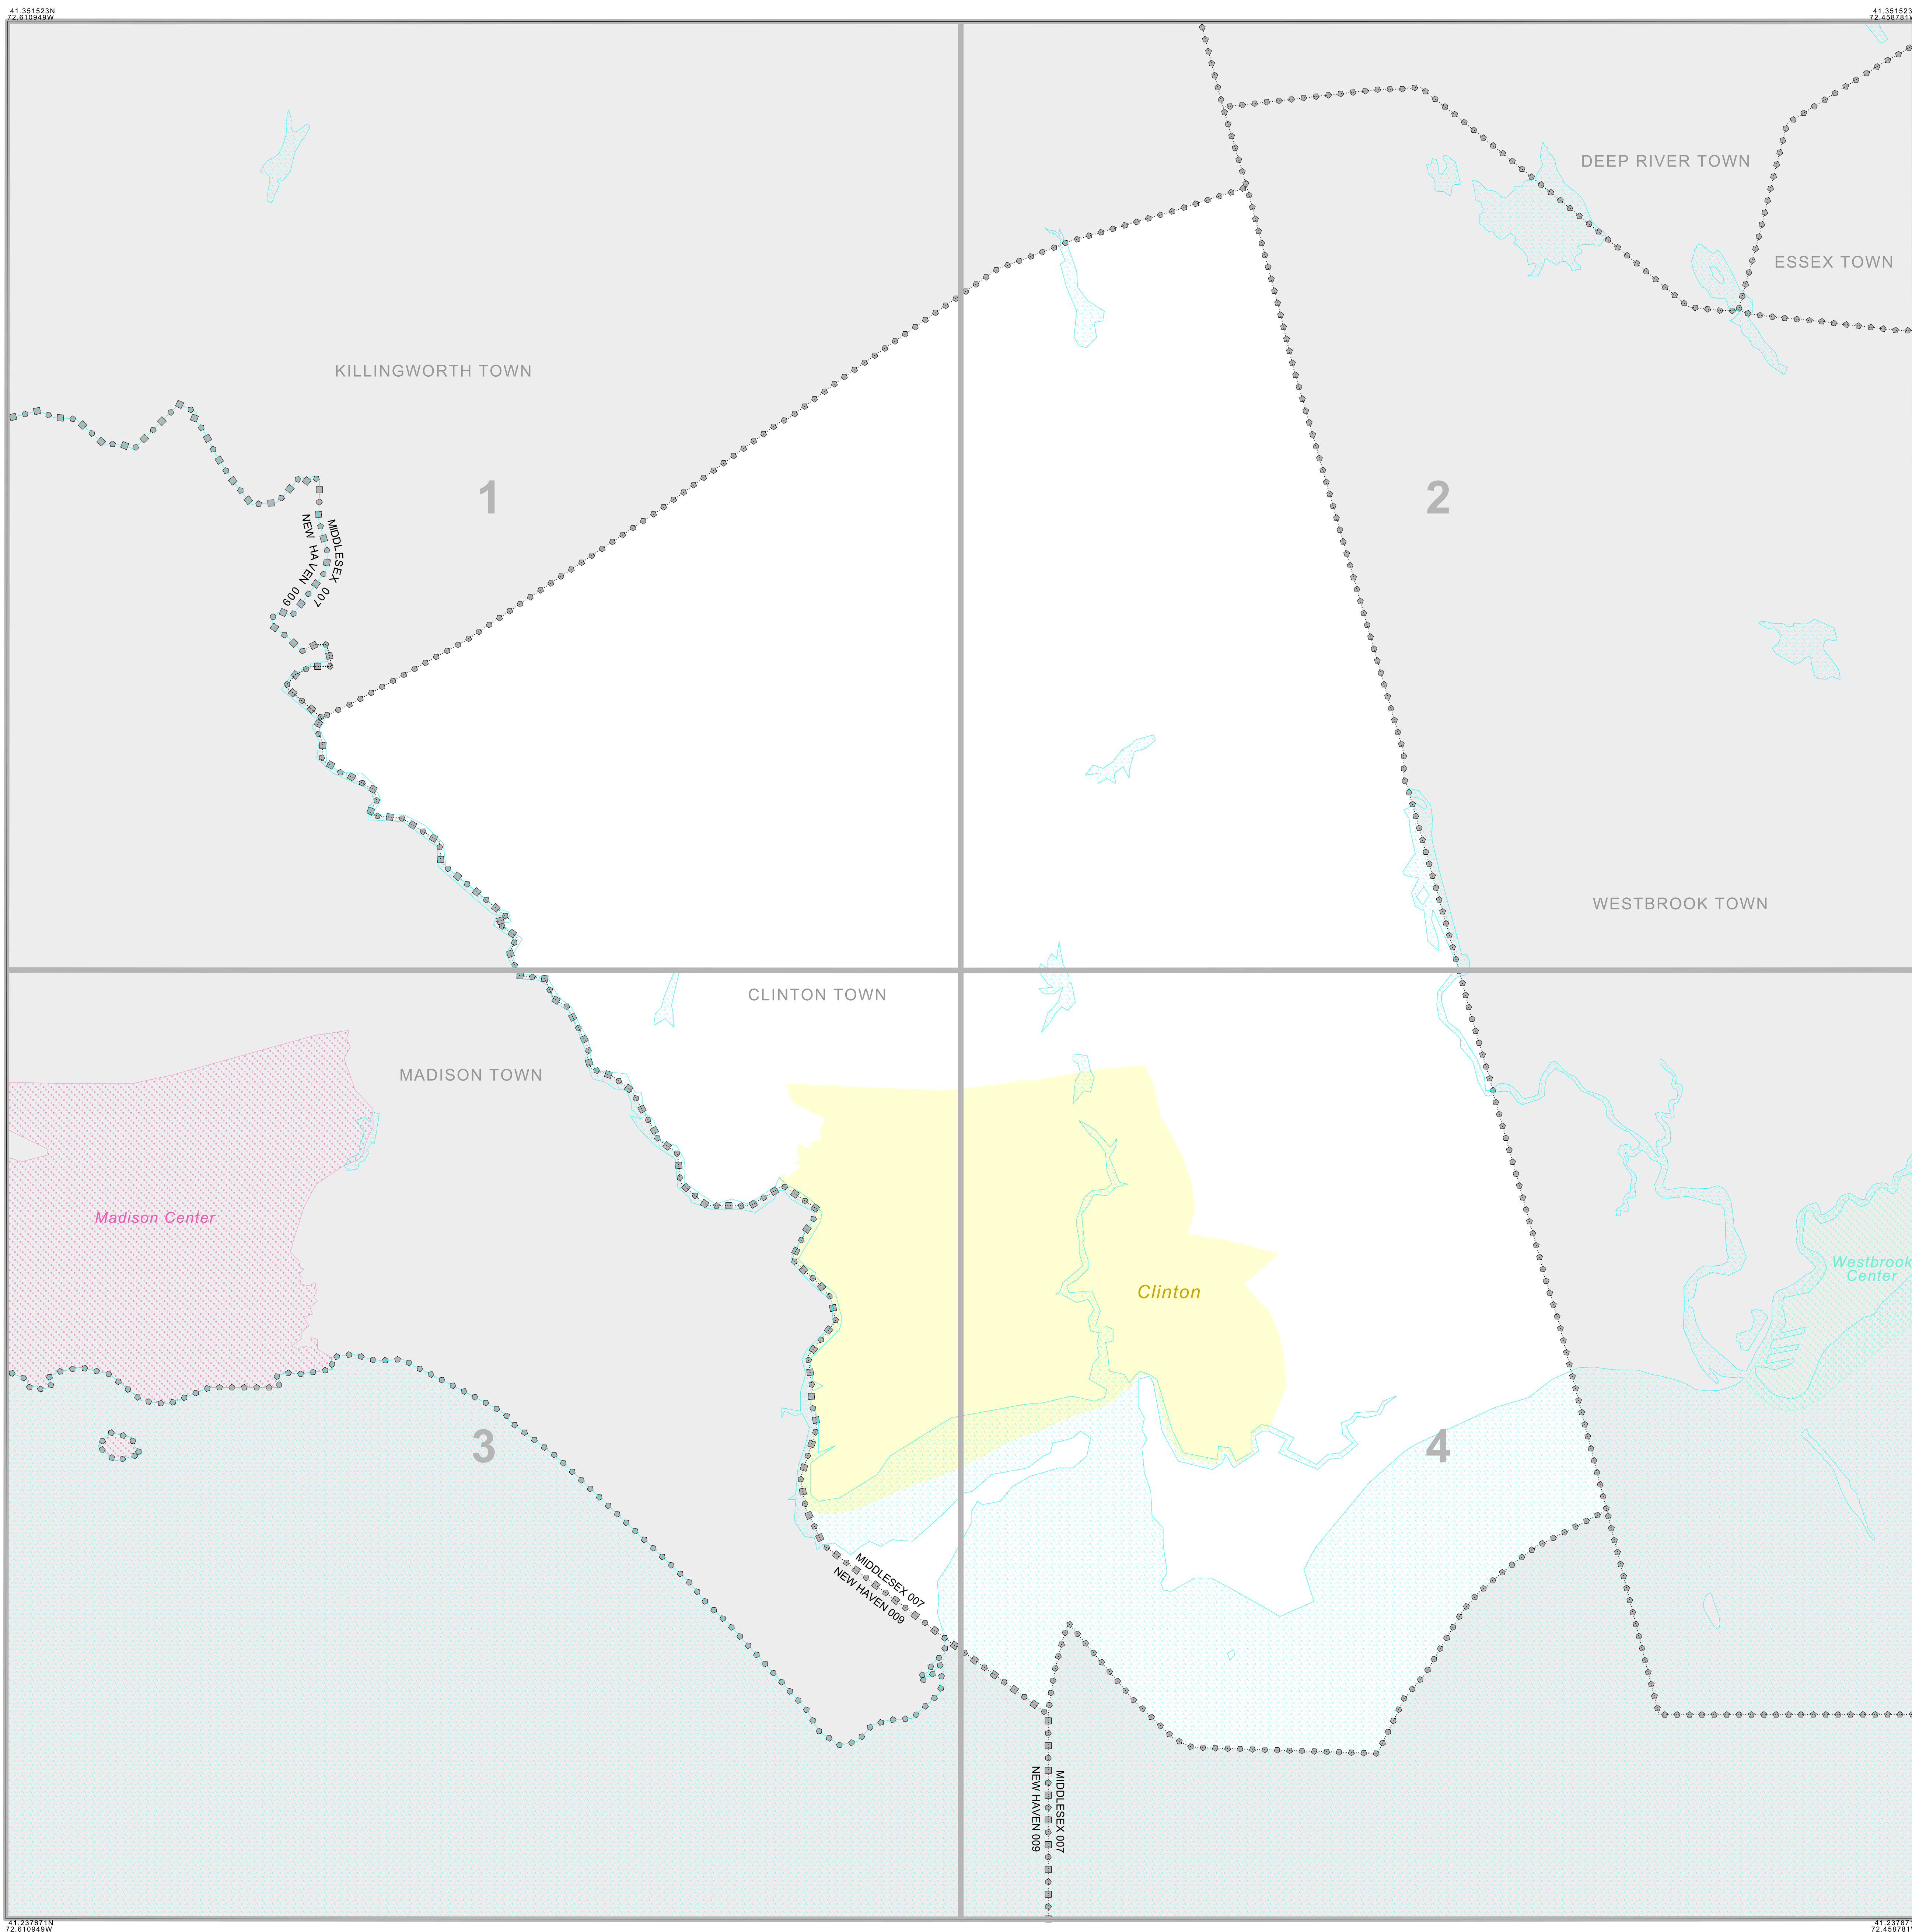 41.351523N
72.610949W
41.351523
72.458781W
DEEP RIVER TOWN
ESSEX TOWN
KILLINGWORTH TOWN
1
2
MIDDLESEX 007
NEW HAVEN 009
WESTBROOK TOWN
CLINTON TOWN
MADISON TOWN
Madison Center
Westbrook
Center
Clinton
3
4
MIDDLESEX 007
NEW HAVEN 009
MIDDLESEX 007
NEW HAVEN 009
41.237871N
72.610949W
41.237871
72.458781W